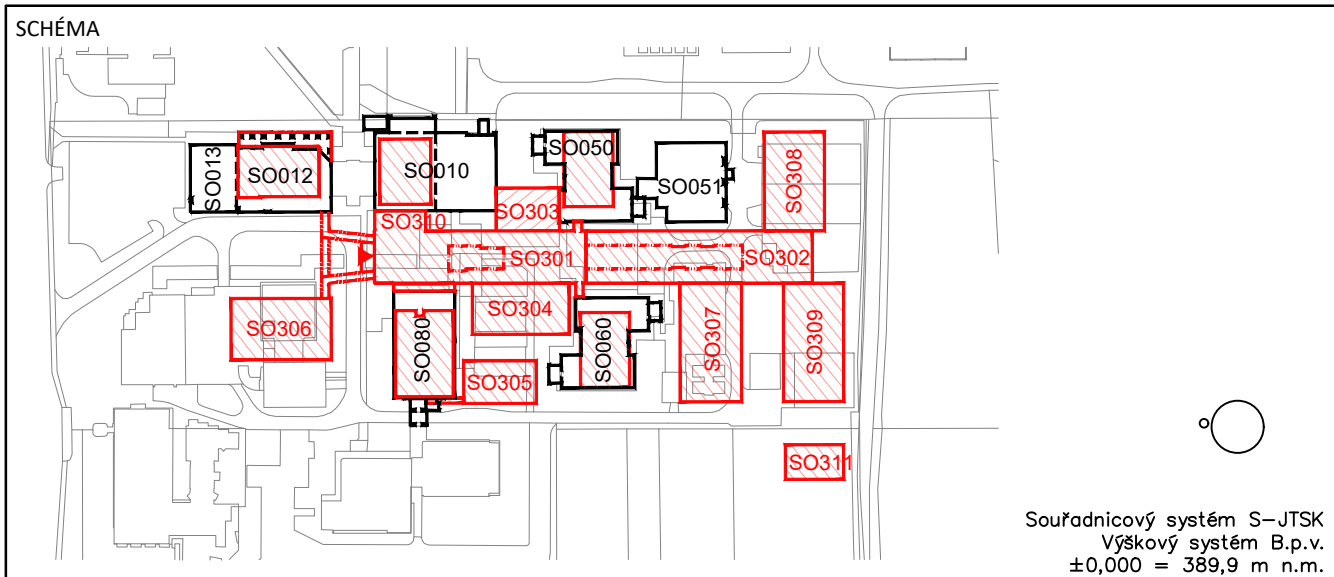 SCHÉMA
SO013
SO012
SO010
SO050
SO051
SO308
SO303
SO310
SO301
SO302
SO306
SO304
SO080
SO060
SO307
SO309
SO305
SO311
Souřadnicový systém S-JTSK
Výškový systém B.p.v.
±0,000 = 389,9 m n.m.